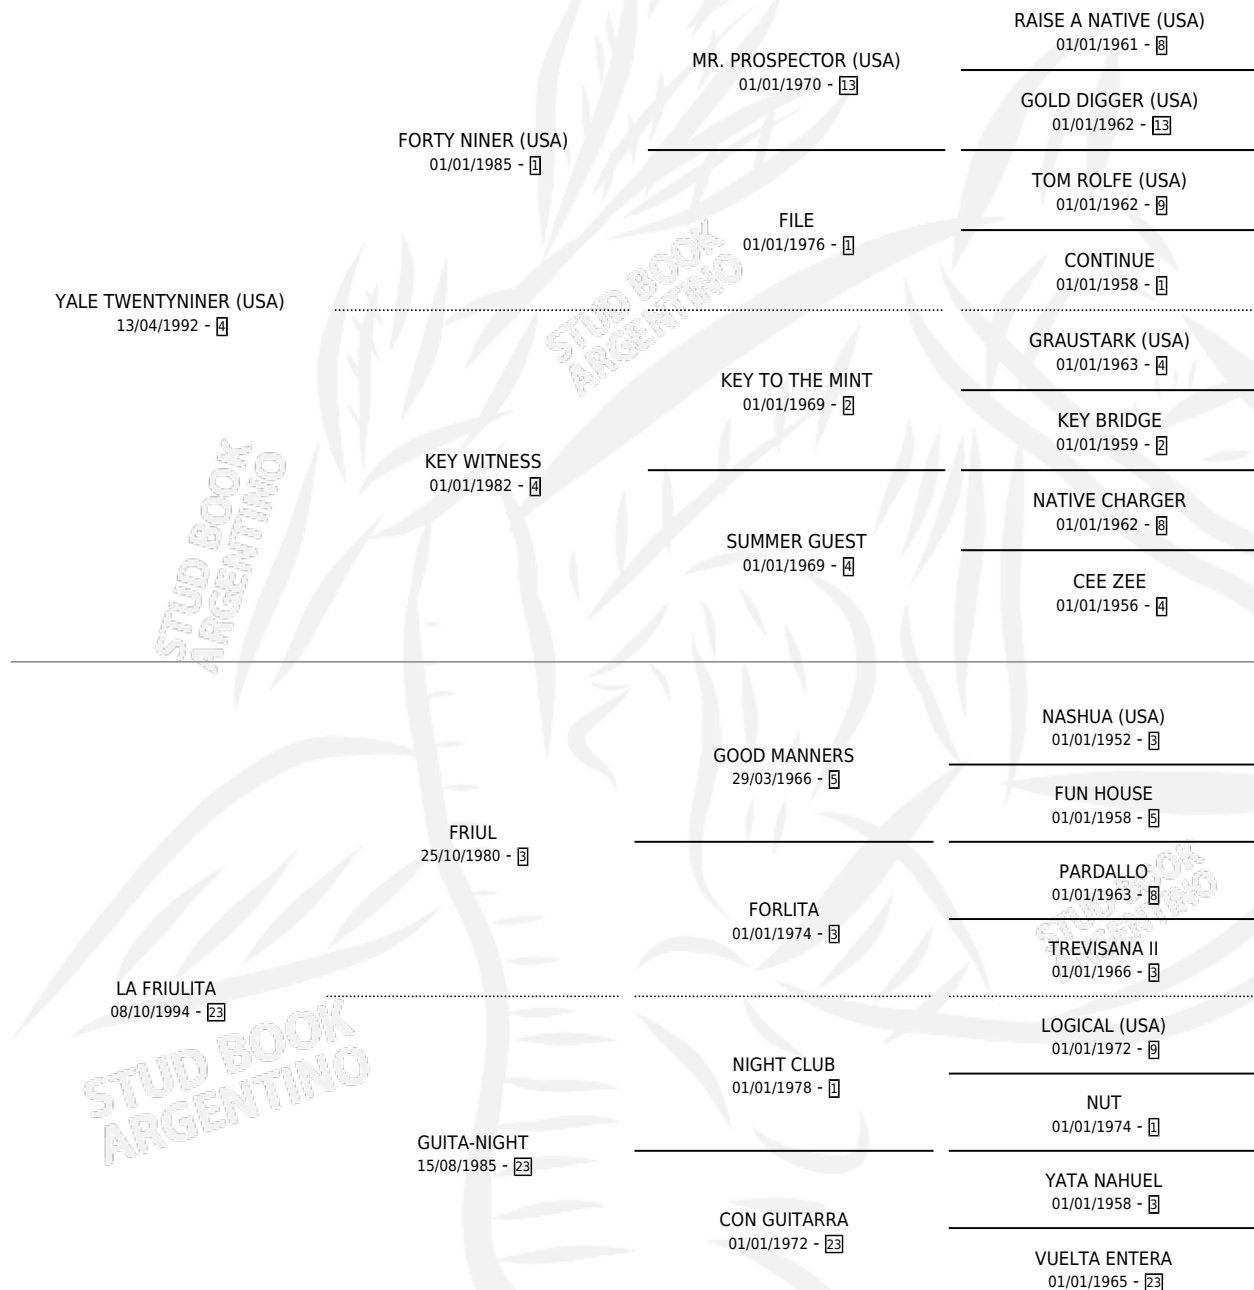 RAISE A NATIVE (USA)
01/01/1961 - 8
MR. PROSPECTOR (USA)
01/01/1970 - 13
GOLD DIGGER (USA)
01/01/1962 - 13
FORTY NINER (USA)
01/01/1985 - 1
TOM ROLFE (USA)
01/01/1962 - 9
FILE
01/01/1976 - 1
CONTINUE
01/01/1958 - 1
YALE TWENTYNINER (USA)
13/04/1992 - 4
GRAUSTARK (USA)
01/01/1963 - 4
KEY TO THE MINT
01/01/1969 - 2
KEY BRIDGE
01/01/1959 - 2
KEY WITNESS
01/01/1982 - 4
NATIVE CHARGER
01/01/1962 - 8
SUMMER GUEST
01/01/1969 - 4
CEE ZEE
01/01/1956 - 4
NASHUA (USA)
01/01/1952 - 3
GOOD MANNERS
29/03/1966 - 5
FUN HOUSE
01/01/1958 - 5
FRIUL
25/10/1980 - 3
PARDALLO
01/01/1963 - 8
FORLITA
01/01/1974 - 3
TREVISANA II
01/01/1966 - 3
LA FRIULITA
08/10/1994 - 23
LOGICAL (USA)
01/01/1972 - 9
NIGHT CLUB
01/01/1978 - 1
NUT
01/01/1974 - 1
GUITA-NIGHT
15/08/1985 - 23
YATA NAHUEL
01/01/1958 - 3
CON GUITARRA
01/01/1972 - 23
VUELTA ENTERA
01/01/1965 - 23
STUD BOOK
ARGENTINO
STUD BOOK
ARGENTINO
STUD BOOK
ARGENTINO
STUD BOOK
ARGENTINO